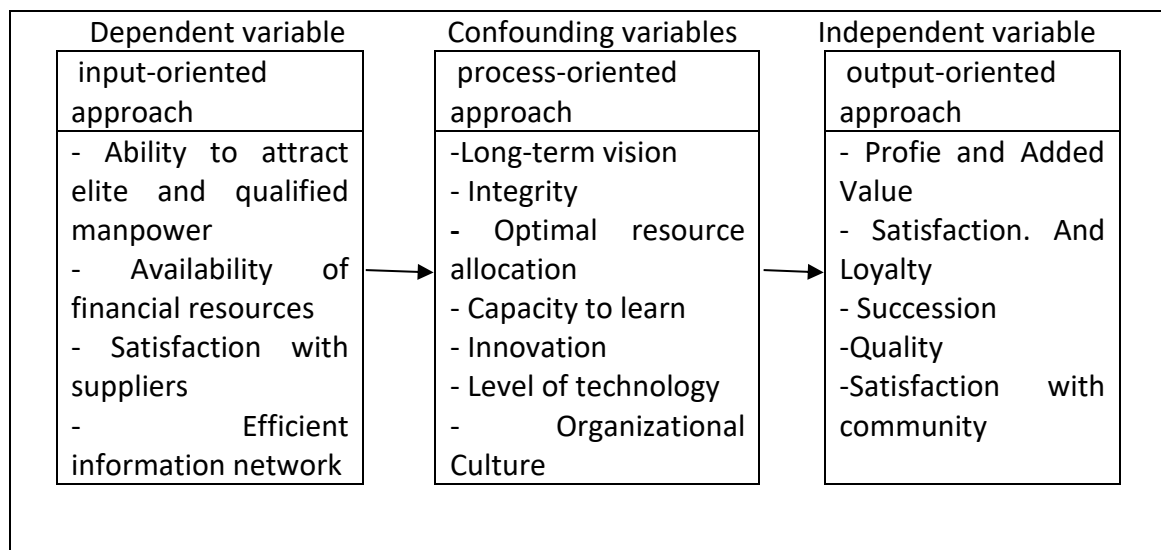 Dependent variable
input-oriented
approach
- Ability to attract
elite and qualified
manpower
- Availability of
financial resources
- Satisfaction with
suppliers
- Efficient
information network
Confounding variables
process-oriented
approach
-Long-term vision
- Integrity
- Optimal resource
allocation
- Capacity to learn
- Innovation
- Level of technology
- Organizational
Culture
Independent variable
output-oriented
approach
- Profie and Added
Value
- Satisfaction. And
Loyalty
- Succession
-Quality
-Satisfaction with
community